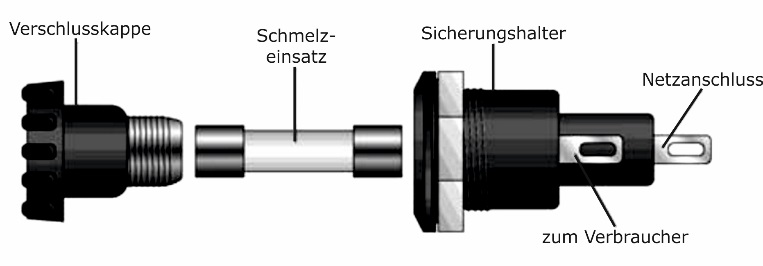 Verschlusskappe
Schmelz-
einsatz
Sicherungshalter
Netzanschluss
zum Verbraucher